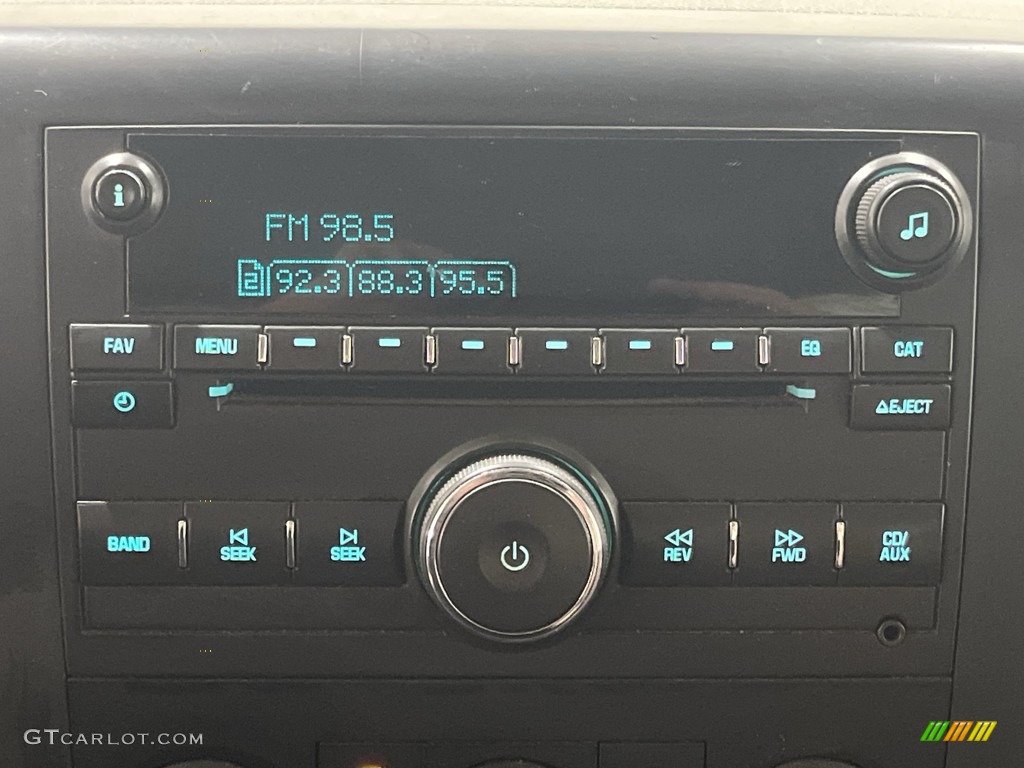 i
FM 98.5
2 92.3 88.3 95.5
FAV MENU EQ CAT
EJECT
BAND SEEK SEEK REV FWD CD/
AUX
GTCARLOT.COM